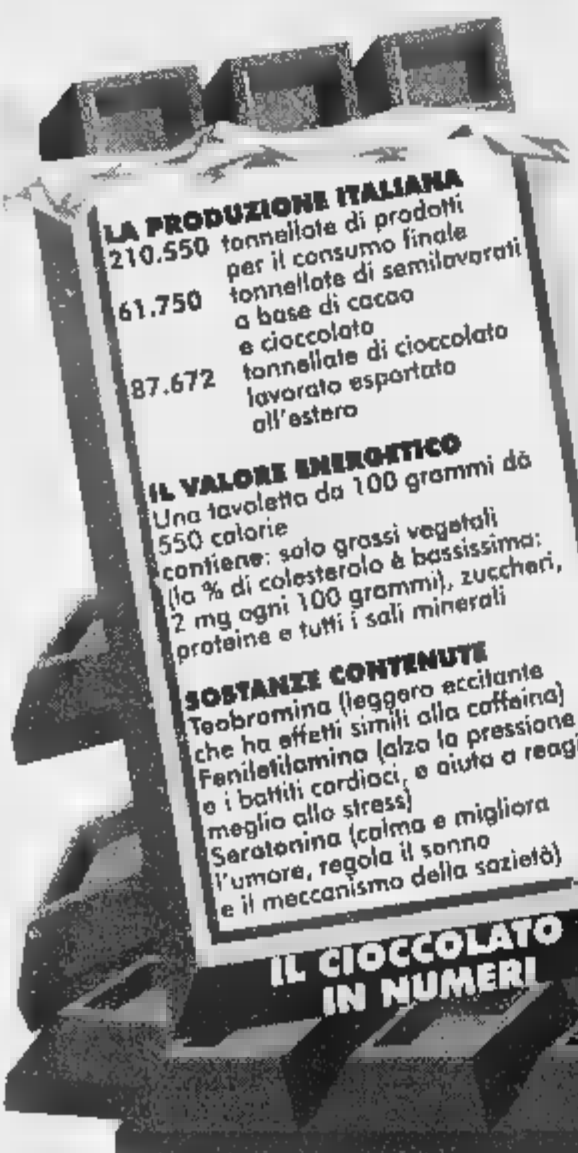 LA PRODUZIONE ITALIANA
210.550 tonnellate di prodotti
per il consumo finale
61.750 tonnellate di semilavorati
a base di cacao
e cioccolato
87.672 tonnellate di cioccolato
lavorato esportato
all'estero
IL VALORE ENERGETICO
Una tavoletta da 100 grammi dà
550 calorie
contiene: solo grassi vegetali
(la % di colesterolo è bassissima:
2 mg ogni 100 grammi), zuccheri,
proteine e tutti i sali minerali
SOSTANZE CONTENUTE
Teobromina (leggero eccitante
che ha effetti simili alla caffeina)
Feniletilamina (alza la pressione
e i battiti cardiaci, e aiuta a reagi
meglio allo stress)
Serotonina (calma e migliora
l'umore, regola il sonno
e il meccanismo della sazietà)
IL CIOCCOLATO
IN NUMERI